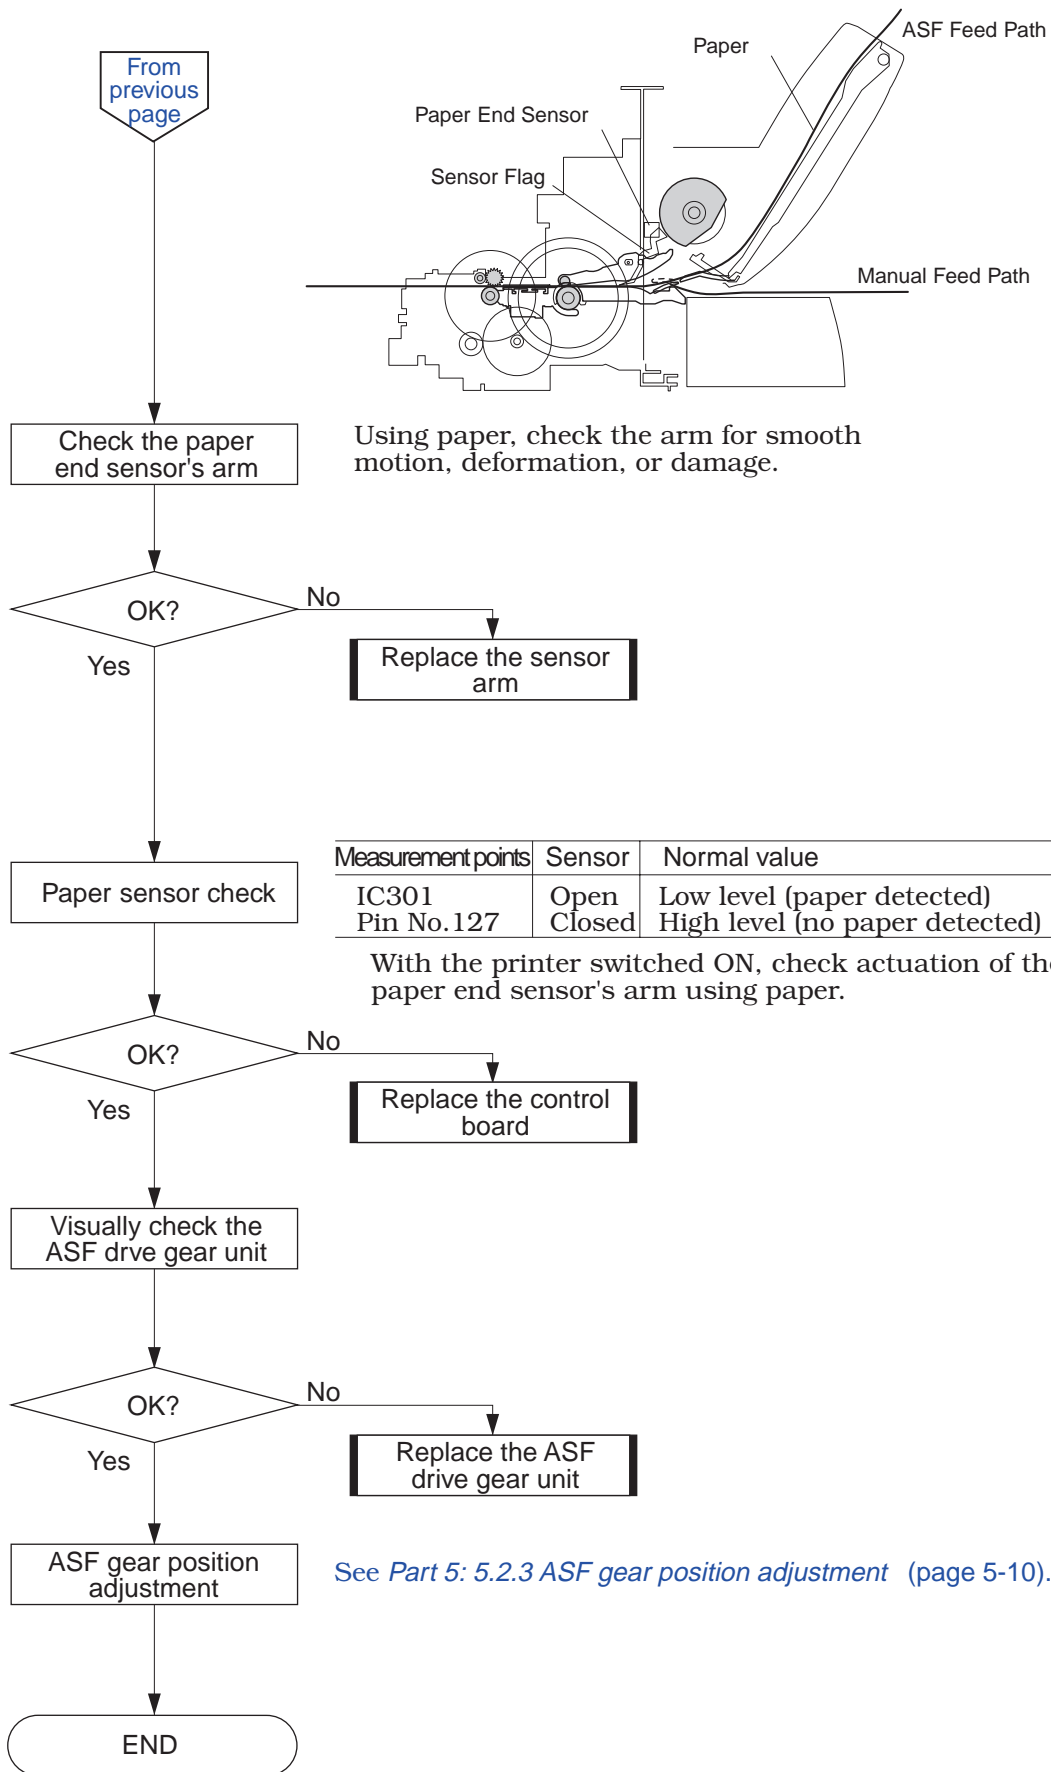 From
previous
page
ASF Feed Path
Paper
Paper End Sensor
Sensor Flag
Manual Feed Path
Check the paper
end sensor's arm
Using paper, check the arm for smooth
motion, deformation, or damage.
OK?
No
Yes
Replace the sensor
arm
Paper sensor check
Measurement points Sensor Normal value
IC301 Open Low level (paper detected)
Pin No.127 Closed High level (no paper detected)
With the printer switched ON, check actuation of the
paper end sensor's arm using paper.
OK?
No
Yes
Replace the control
board
Visually check the
ASF drve gear unit
OK?
No
Yes
Replace the ASF
drive gear unit
ASF gear position
adjustment
See Part 5: 5.2.3 ASF gear position adjustment (page 5-10).
END